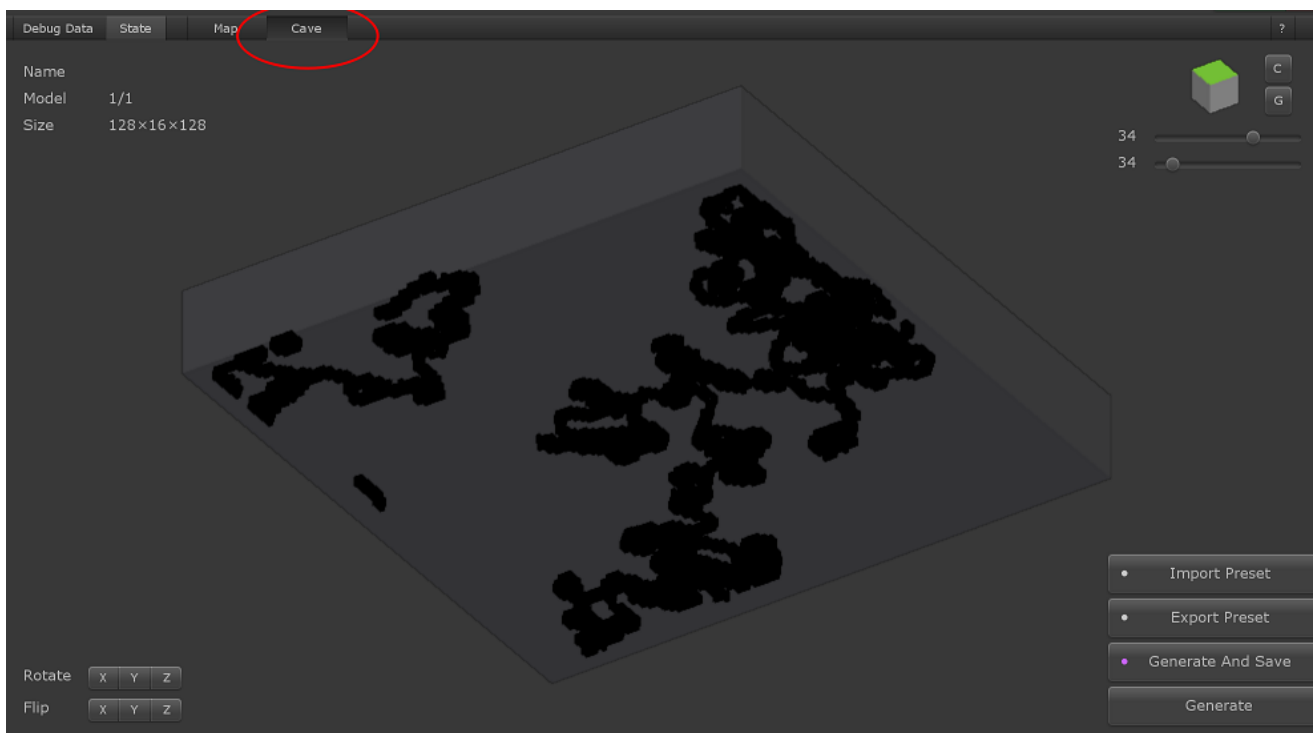 Debug Data State Map Cave ?
Name
C
Model 1/1
G
Size 128×16×128
34
34
Import Preset
Export Preset
Generate And Save
Rotate X Y Z
Flip X Y Z
Generate